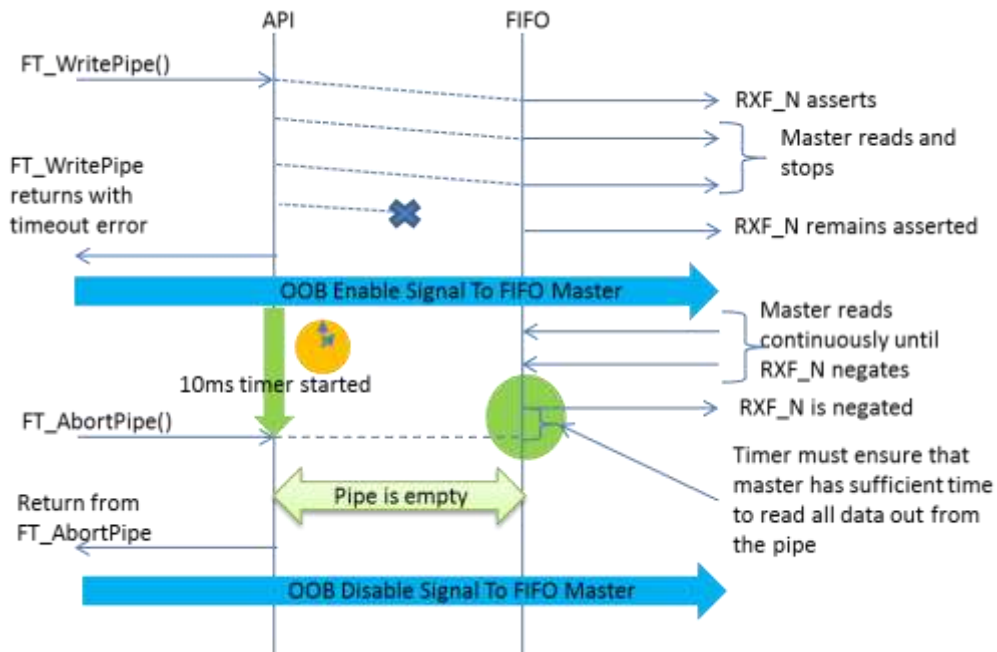 API
FIFO
FT_WritePipe()
RXF_N asserts
Master reads and
stops
FT_WritePipe
returns with
timeout error
RXF_N remains asserted
OOB Enable Signal To FIFO Master
Master reads
continuously until
RXF_N negates
10ms timer started
RXF_N is negated
FT_AbortPipe()
Timer must ensure that
master has sufficient time
to read all data out from
the pipe
Pipe is empty
Return from
FT_AbortPipe
OOB Disable Signal To FIFO Master